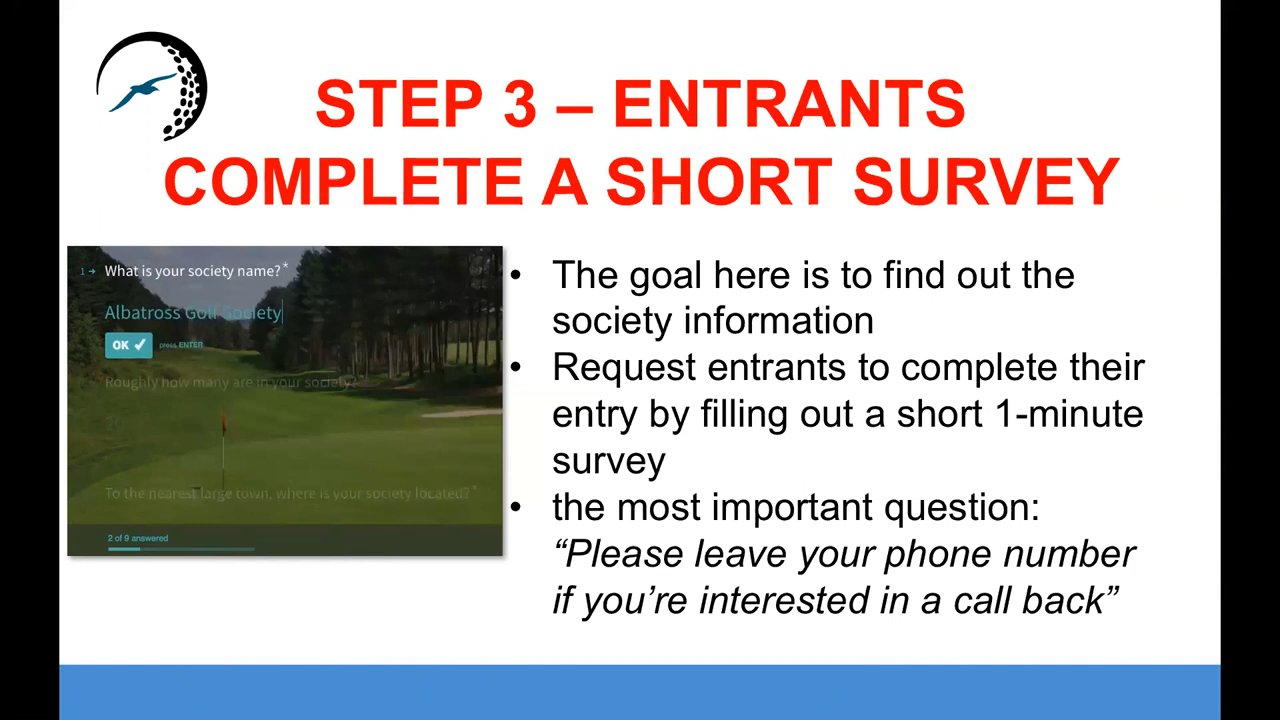 STEP 3 – ENTRANTS
COMPLETE A SHORT SURVEY
1 → What is your society name?*
Albatross Golf Society
OK ✓ press ENTER
Roughly how many are in your society?
20
To the nearest large town, where is your society located?*
2 of 9 answered
• The goal here is to find out the
society information
• Request entrants to complete their
entry by filling out a short 1-minute
survey
• the most important question:
“Please leave your phone number
if you’re interested in a call back”